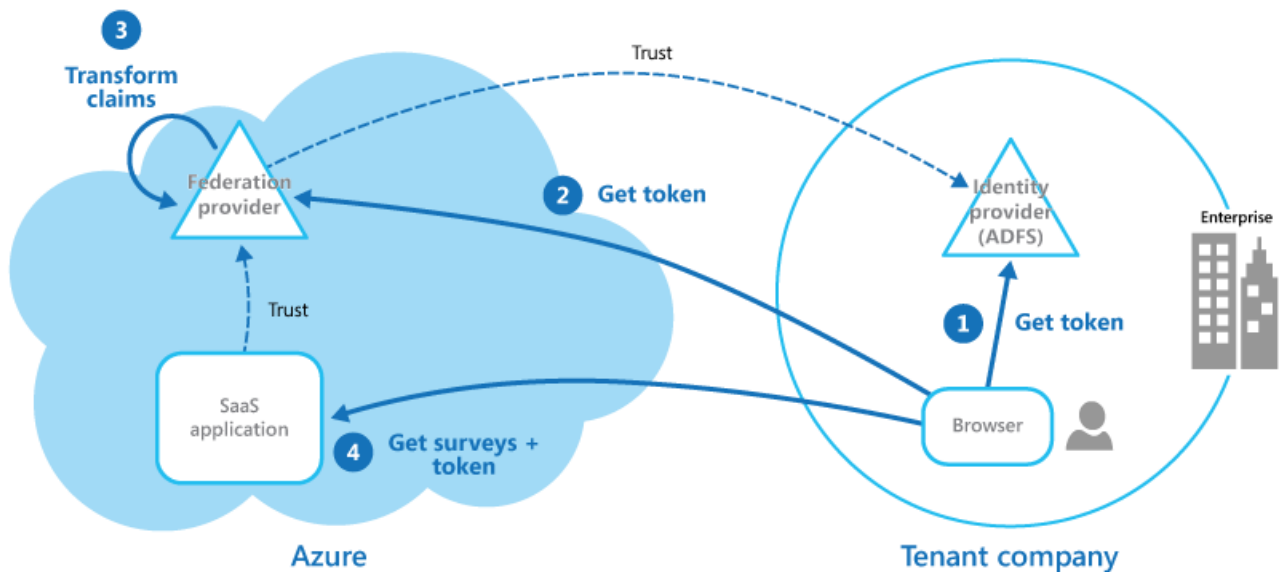 3
Transform
claims
Trust
Federation
provider
2
Get token
Identity
provider
(ADFS)
Enterprise
Trust
1
Get token
SaaS
application
4
Get surveys +
token
Browser
Azure
Tenant company